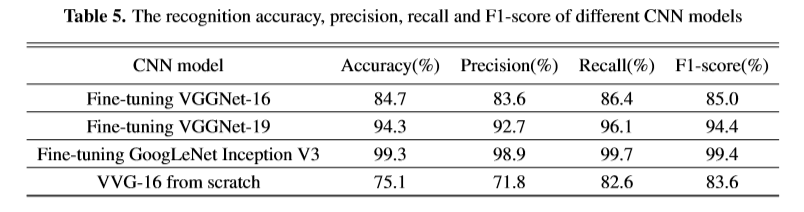 Table 5. The recognition accuracy, precision, recall and F1-score of different CNN models
CNN model Accuracy(%) Precision(%) Recall(%) F1-score(%)
Fine-tuning VGGNet-16 84.7 83.6 86.4 85.0
Fine-tuning VGGNet-19 94.3 92.7 96.1 94.4
Fine-tuning GoogLeNet Inception V3 99.3 98.9 99.7 99.4
VVG-16 from scratch 75.1 71.8 82.6 83.6